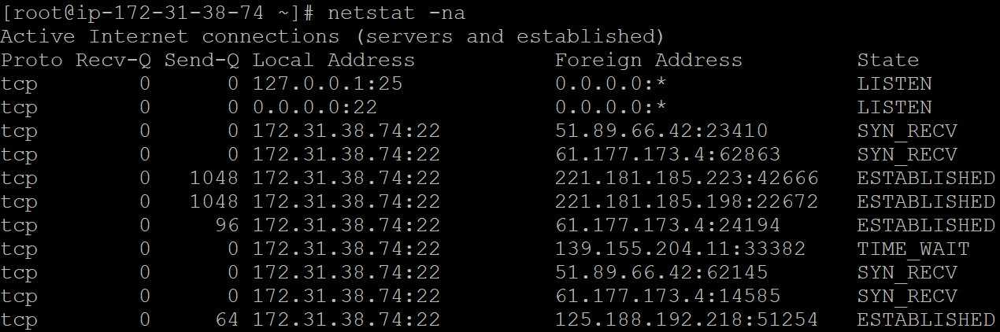 [root@ip-172-31-38-74 ~]# netstat -na
Active Internet connections (servers and established)
Proto Recv-Q Send-Q Local Address           Foreign Address         State
tcp        0      0 127.0.0.1:25            0.0.0.0:*               LISTEN
tcp        0      0 0.0.0.0:22              0.0.0.0:*               LISTEN
tcp        0      0 172.31.38.74:22         51.89.66.42:23410       SYN_RECV
tcp        0      0 172.31.38.74:22         61.177.173.4:62863      SYN_RECV
tcp        0   1048 172.31.38.74:22         221.181.185.223:42666   ESTABLISHED
tcp        0   1048 172.31.38.74:22         221.181.185.198:22672   ESTABLISHED
tcp        0     96 172.31.38.74:22         61.177.173.4:24194      ESTABLISHED
tcp        0      0 172.31.38.74:22         139.155.204.11:33382    TIME_WAIT
tcp        0      0 172.31.38.74:22         51.89.66.42:62145       SYN_RECV
tcp        0      0 172.31.38.74:22         61.177.173.4:14585      SYN_RECV
tcp        0     64 172.31.38.74:22         125.188.192.218:51254   ESTABLISHED